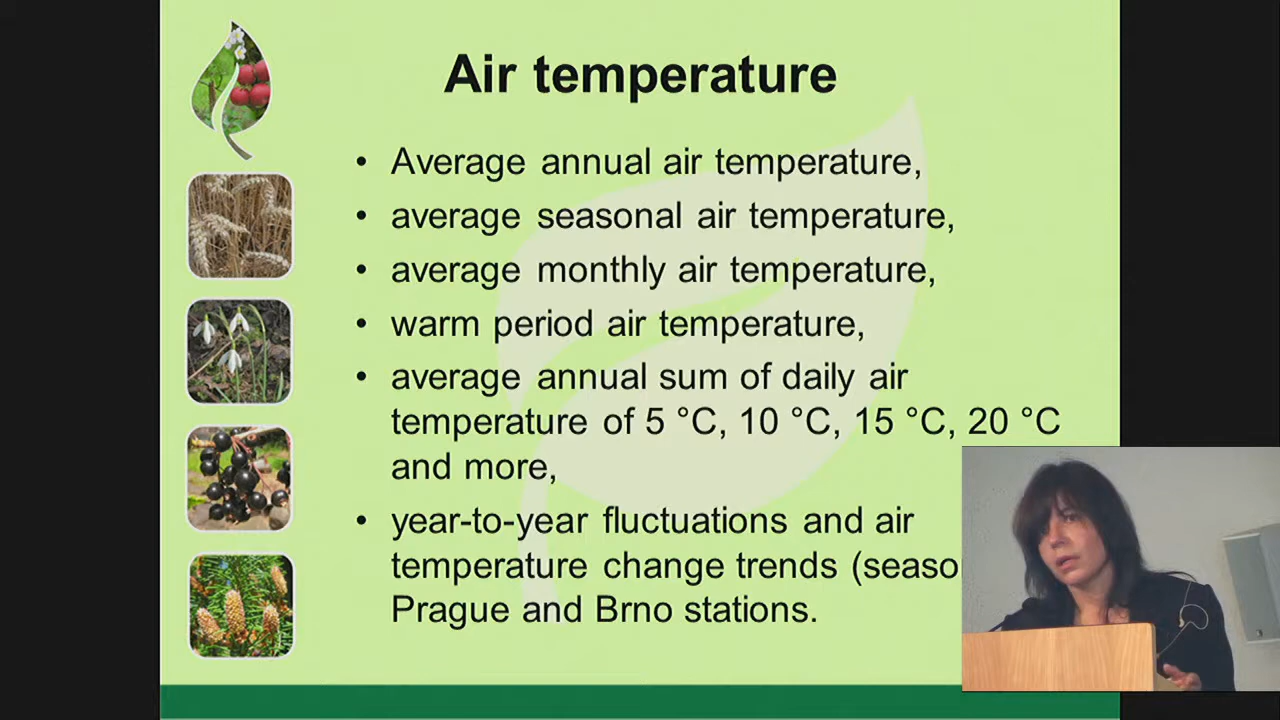 Air temperature
• Average annual air temperature,
• average seasonal air temperature,
• average monthly air temperature,
• warm period air temperature,
• average annual sum of daily air
temperature of 5 °C, 10 °C, 15 °C, 20 °C
and more,
• year-to-year fluctuations and air
temperature change trends
Prague and Brno stations.